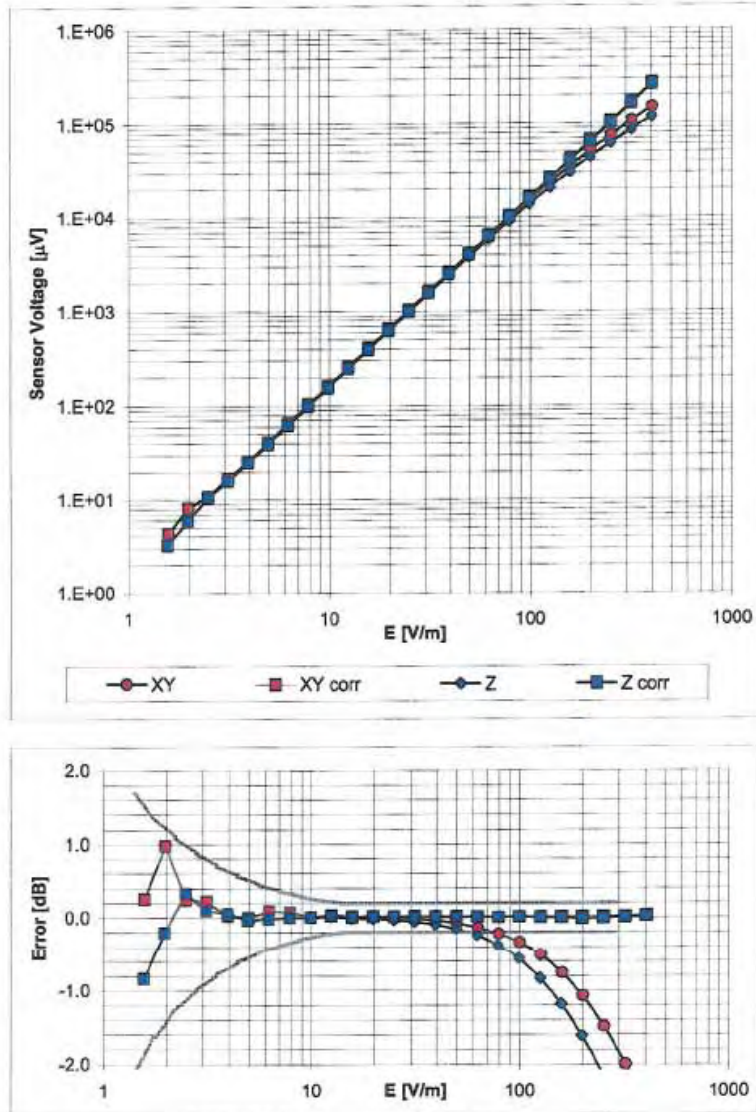 1.E+06
1.E+05
1.E+04
1.E+03
1.E+02
1.E+01
1.E+00
Sensor Voltage [µV]
1 10 100 1000
E [V/m]
XY XY corr Z Z corr
2.0
1.0
0.0
-1.0
-2.0
Error [dB]
1 10 E [V/m] 100 1000